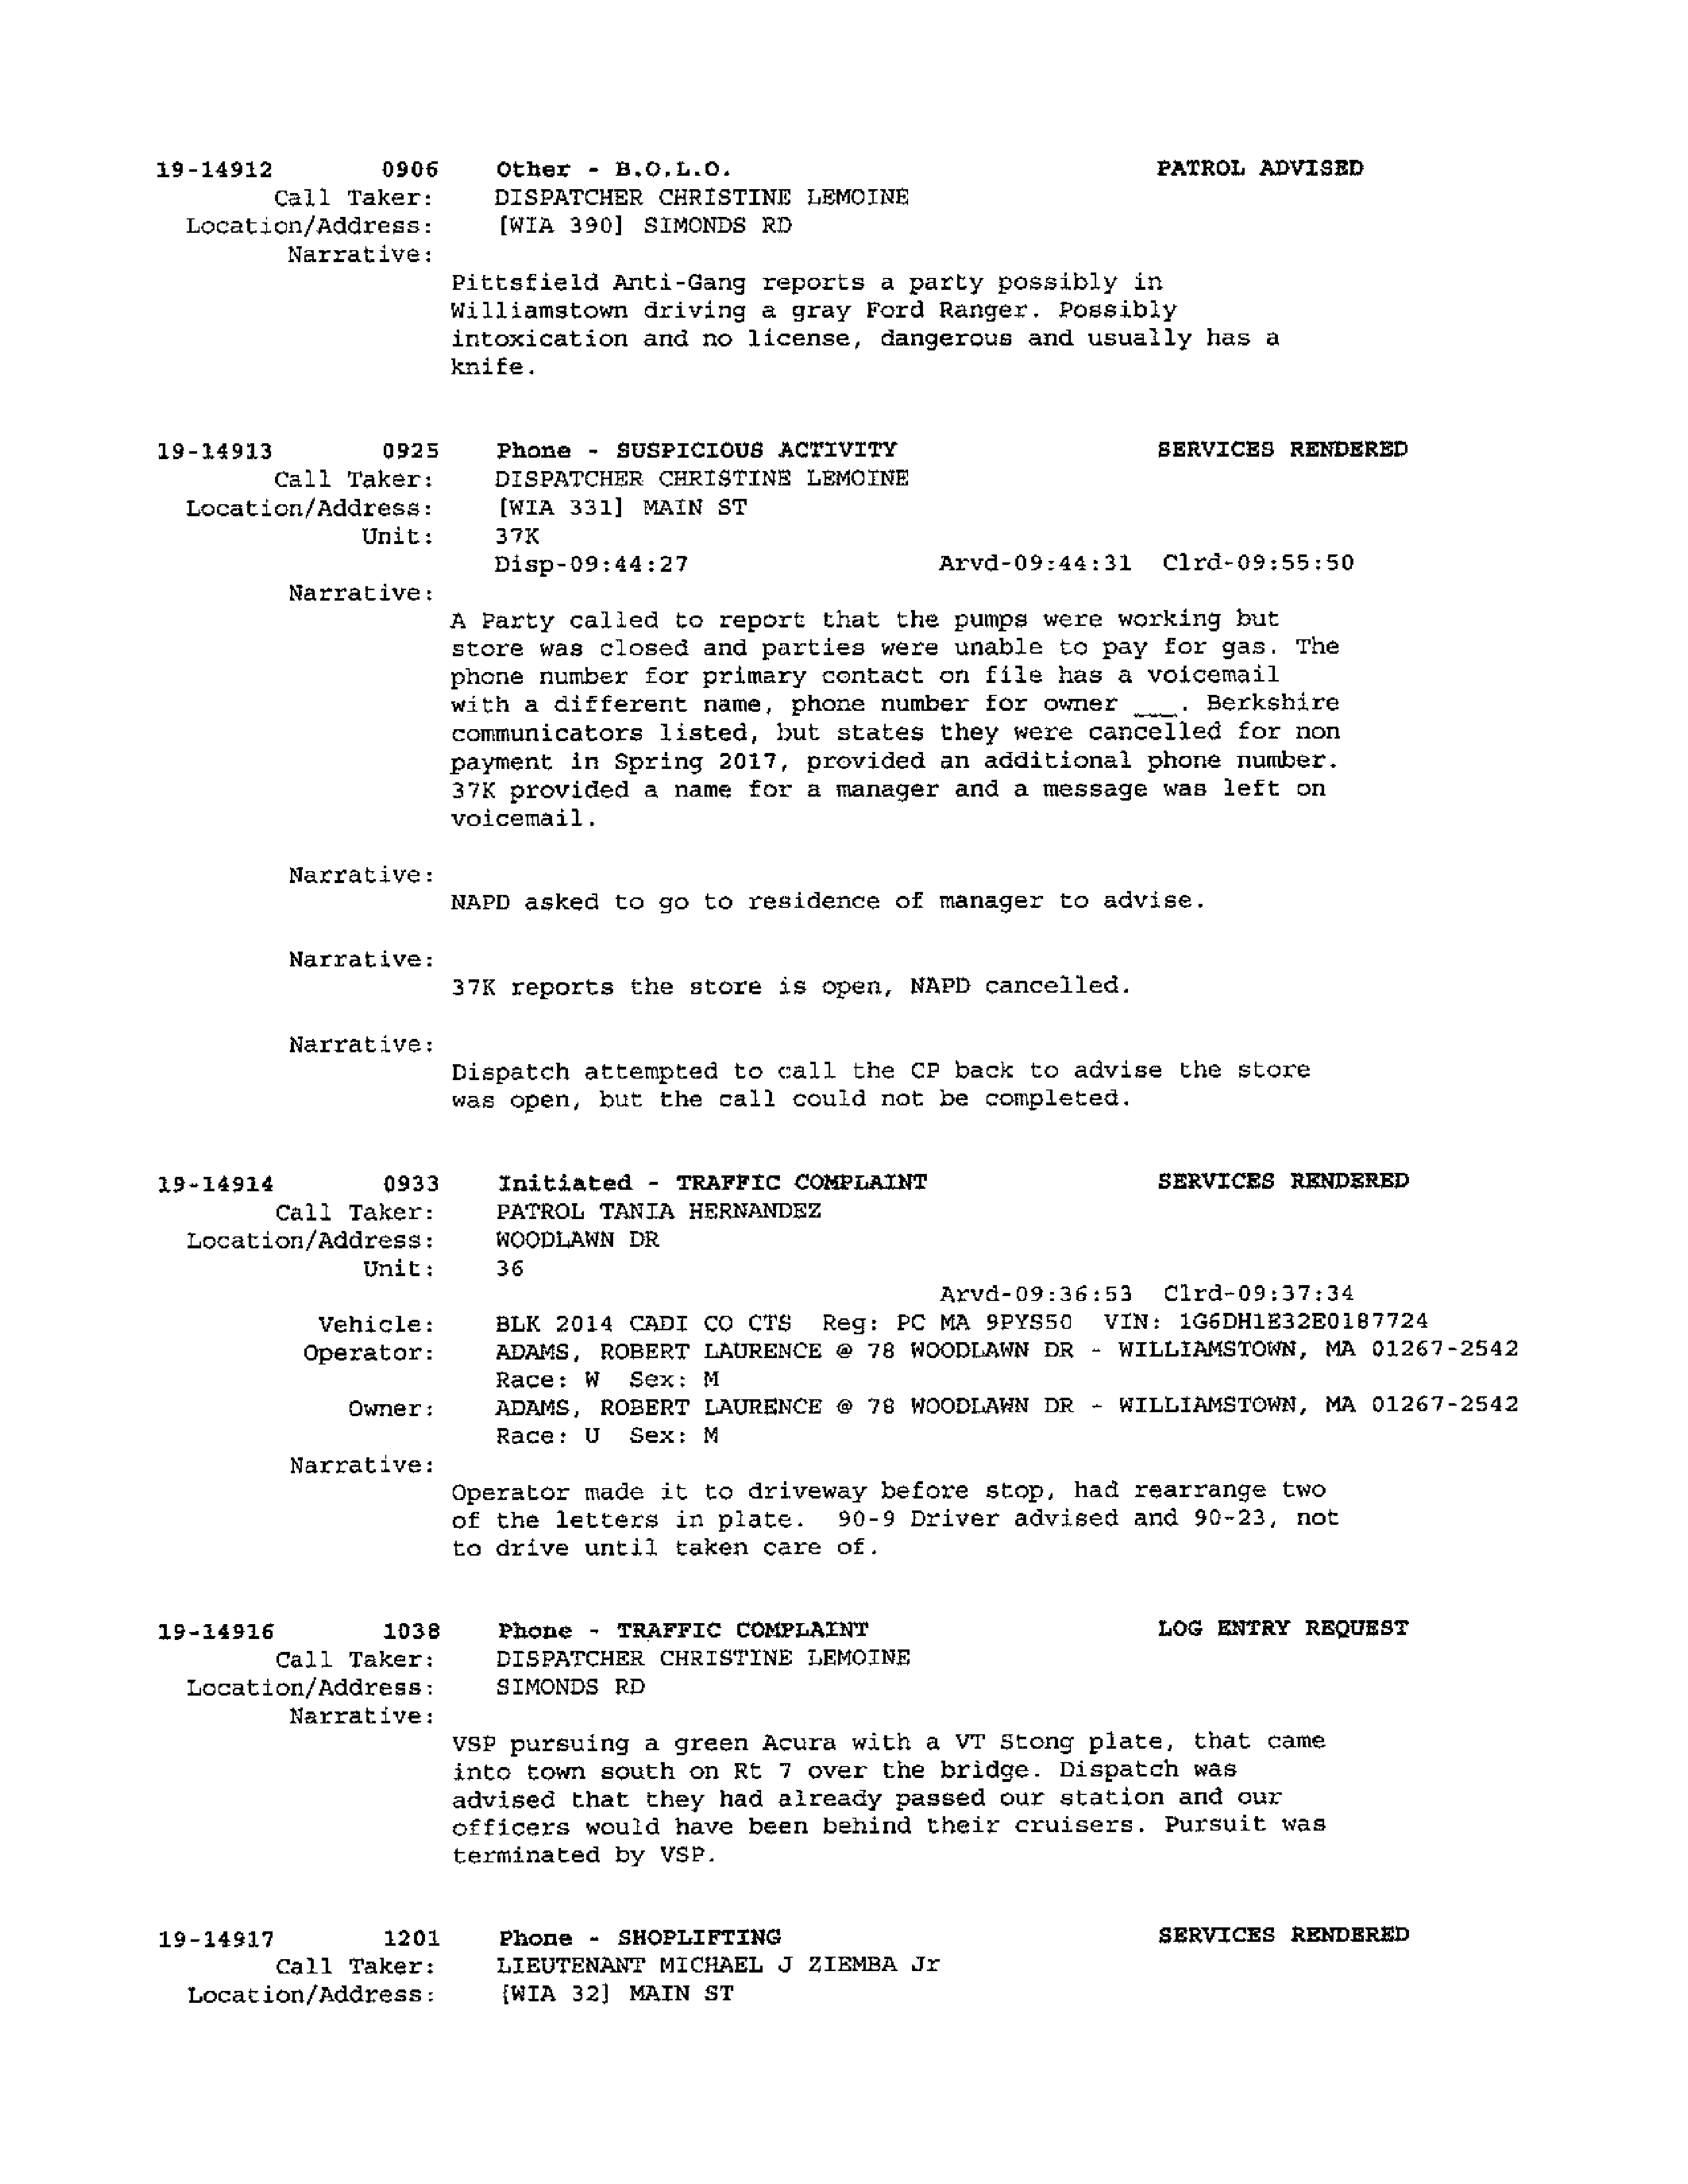 19-14912 0906 Other - B.O.L.O. PATROL ADVISED
Call Taker: DISPATCHER CHRISTINE LEMOINE
Location/Address: [WIA 390] SIMONDS RD
Narrative:
Pittsfield Anti-Gang reports a party possibly in
Williamstown driving a gray Ford Ranger. Possibly
intoxication and no license, dangerous and usually has a
knife.
19-14913 0925 Phone - SUSPICIOUS ACTIVITY SERVICES RENDERED
Call Taker: DISPATCHER CHRISTINE LEMOINE
Location/Address: [WIA 331] MAIN ST
Unit: 37K
Disp-09:44:27 Arvd-09:44:31 Clrd-09:55:50
Narrative:
A Party called to report that the pumps were working but
store was closed and parties were unable to pay for gas. The
phone number for primary contact on file has a voicemail
with a different name, phone number for owner ___. Berkshire
communicators listed, but states they were cancelled for non
payment in Spring 2017, provided an additional phone number.
37K provided a name for a manager and a message was left on
voicemail.
Narrative:
NAPD asked to go to residence of manager to advise.
Narrative:
37K reports the store is open, NAPD cancelled.
Narrative:
Dispatch attempted to call the CP back to advise the store
was open, but the call could not be completed.
19-14914 0933 Initiated - TRAFFIC COMPLAINT SERVICES RENDERED
Call Taker: PATROL TANIA HERNANDEZ
Location/Address: WOODLAWN DR
Unit: 36
Arvd-09:36:53 Clrd-09:37:34
Vehicle: BLK 2014 CADI CO CTS Reg: PC MA 9PYS50 VIN: 1G6DH1E32E0187724
Operator: ADAMS, ROBERT LAURENCE @ 78 WOODLAWN DR - WILLIAMSTOWN, MA 01267-2542
Race: W Sex: M
Owner: ADAMS, ROBERT LAURENCE @ 78 WOODLAWN DR - WILLIAMSTOWN, MA 01267-2542
Race: U Sex: M
Narrative:
Operator made it to driveway before stop, had rearrange two
of the letters in plate. 90-9 Driver advised and 90-23, not
to drive until taken care of.
19-14916 1038 Phone - TRAFFIC COMPLAINT LOG ENTRY REQUEST
Call Taker: DISPATCHER CHRISTINE LEMOINE
Location/Address: SIMONDS RD
Narrative:
VSP pursuing a green Acura with a VT Stong plate, that came
into town south on Rt 7 over the bridge. Dispatch was
advised that they had already passed our station and our
officers would have been behind their cruisers. Pursuit was
terminated by VSP.
19-14917 1201 Phone - SHOPLIFTING SERVICES RENDERED
Call Taker: LIEUTENANT MICHAEL J ZIEMBA Jr
Location/Address: [WIA 32] MAIN ST